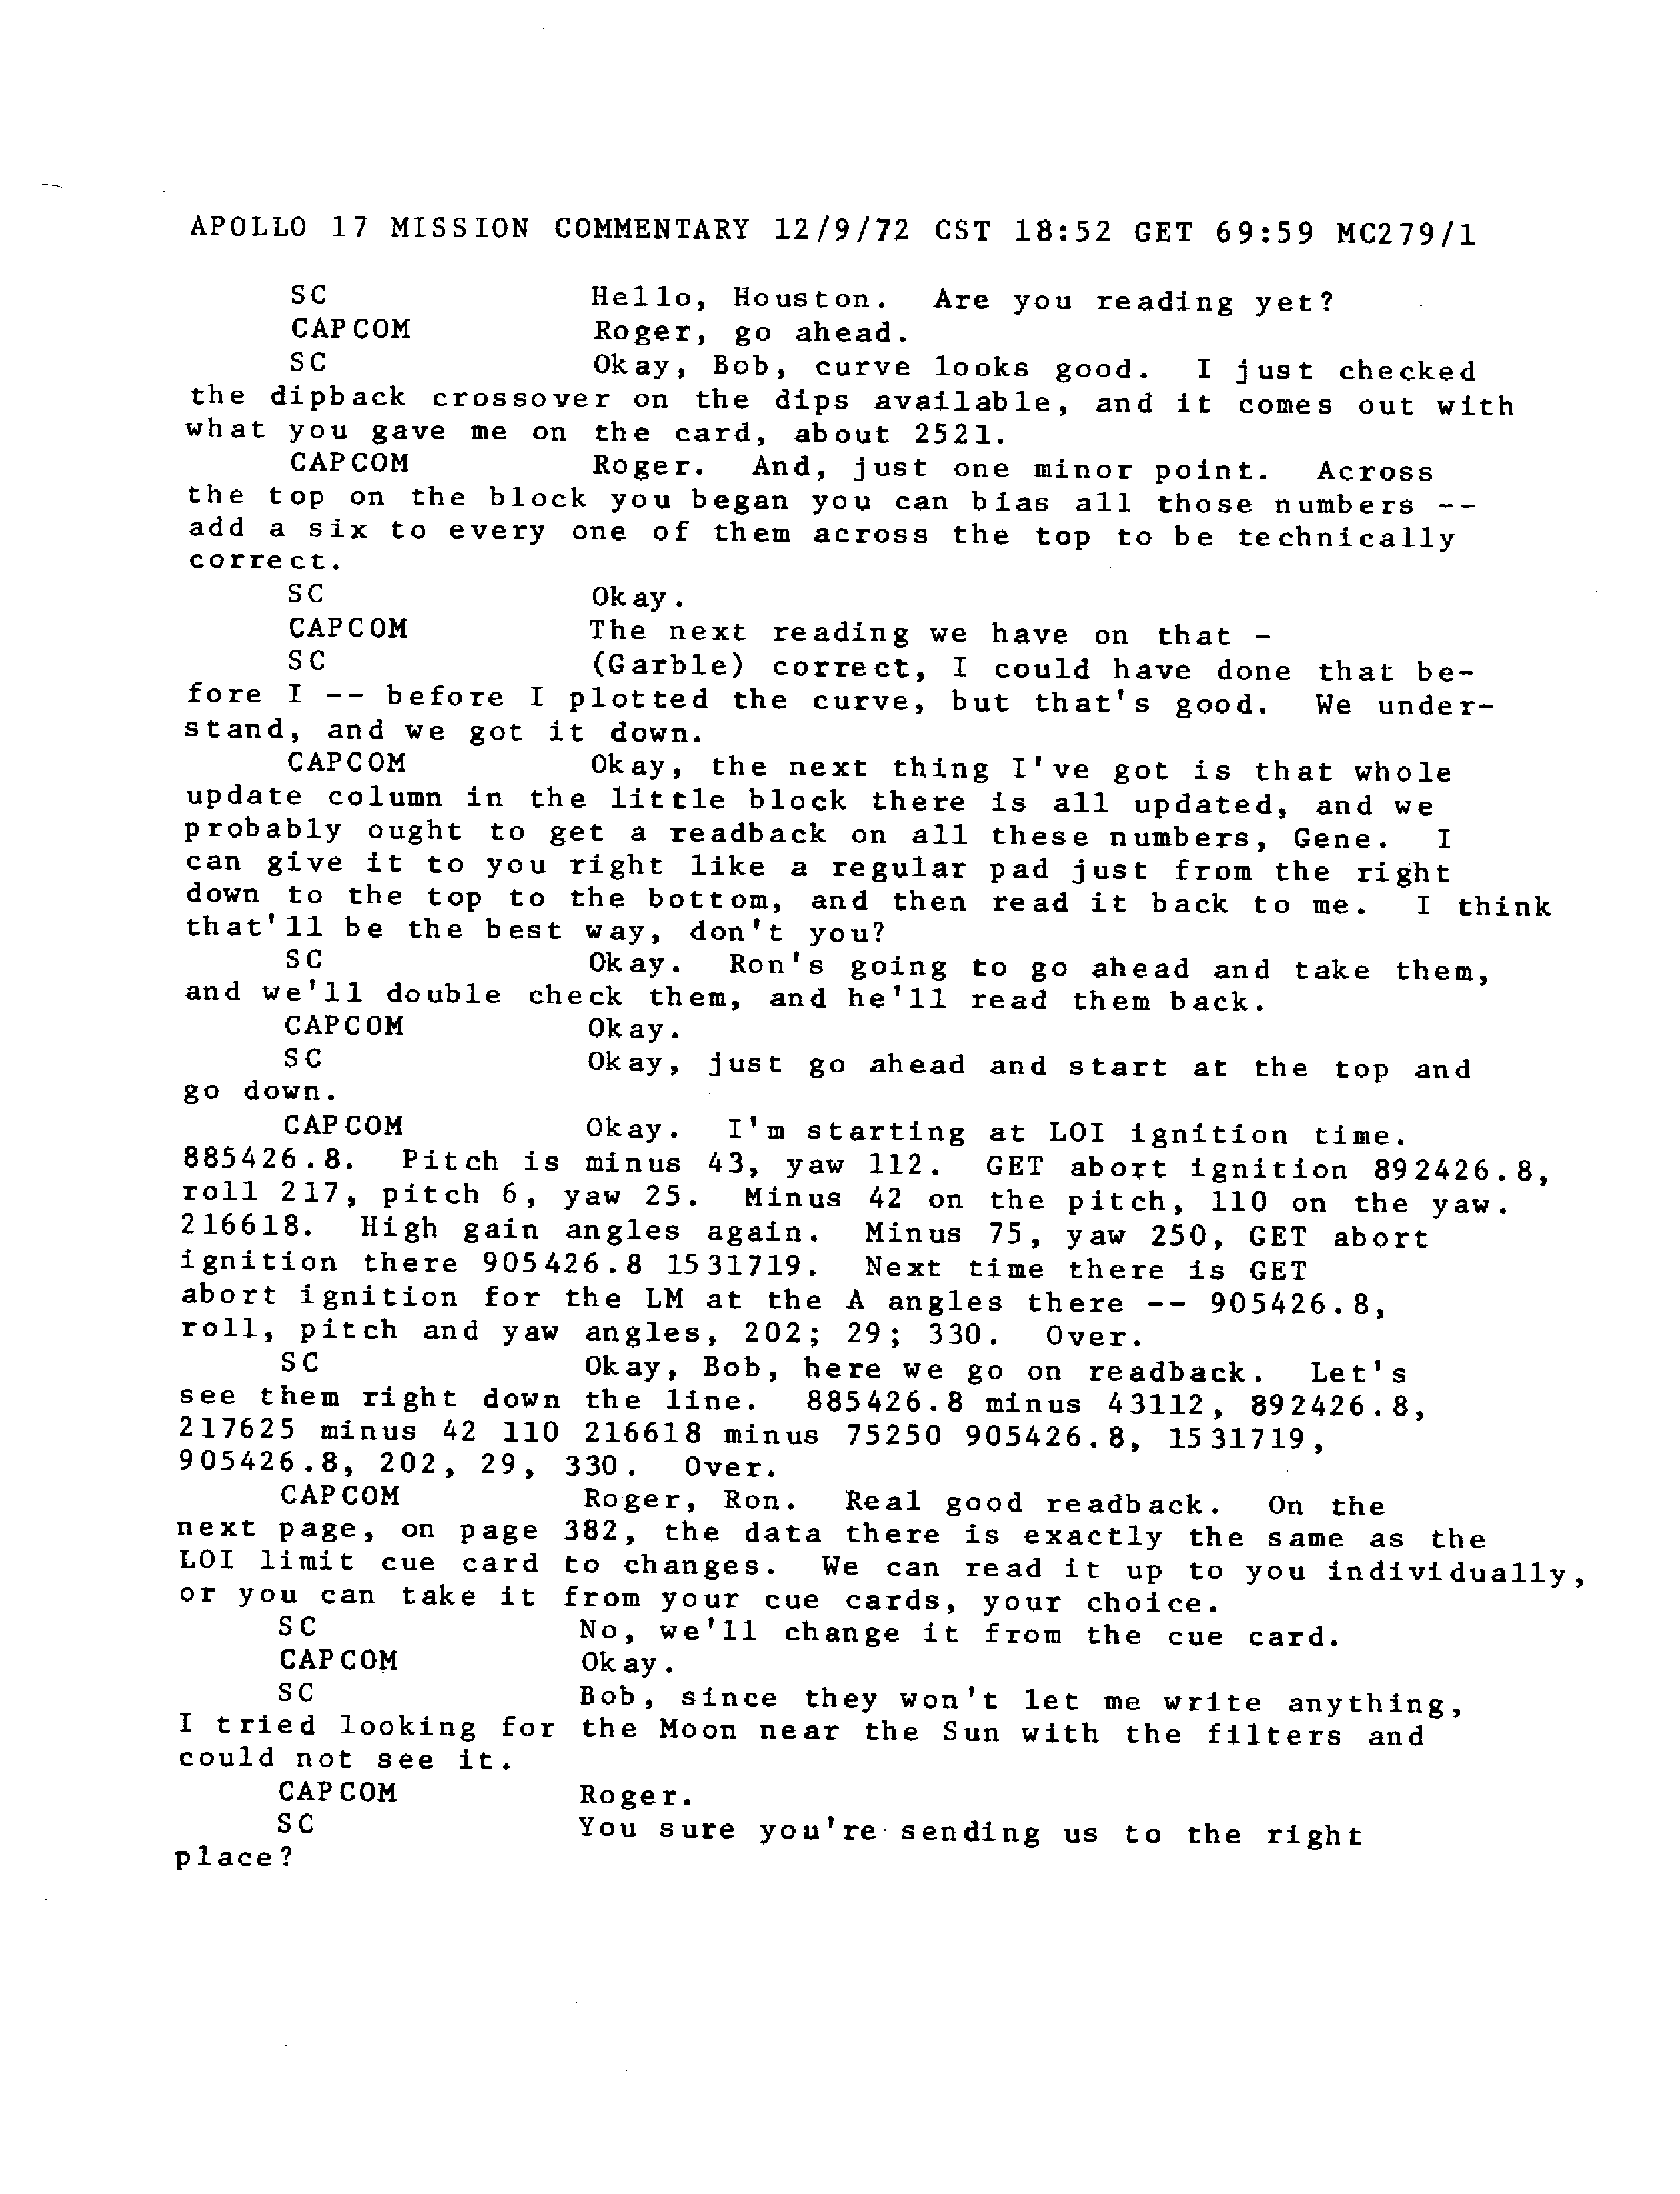 APOLLO 17 MISSION COMMENTARY 12/9/72 CST 18:52 GET 69:59 MC279/1
SC Hello, Houston. Are you reading yet?
CAPCOM Roger, go ahead.
SC Okay, Bob, curve looks good. I just checked
the dipback crossover on the dips available, and it comes out with
what you gave me on the card, about 2521.
CAPCOM Roger. And, just one minor point. Across
the top on the block you began you can bias all those numbers --
add a six to every one of them across the top to be technically
correct.
SC Okay.
CAPCOM The next reading we have on that -
SC (Garble) correct, I could have done that be-
fore I -- before I plotted the curve, but that's good. We under-
stand, and we got it down.
CAPCOM Okay, the next thing I've got is that whole
update column in the little block there is all updated, and we
probably ought to get a readback on all these numbers, Gene. I
can give it to you right like a regular pad just from the right
down to the top to the bottom, and then read it back to me. I think
that'll be the best way, don't you?
SC Okay. Ron's going to go ahead and take them,
and we'll double check them, and he'll read them back.
CAPCOM Okay.
SC Okay, just go ahead and start at the top and
go down.
CAPCOM Okay. I'm starting at LOI ignition time.
885426.8. Pitch is minus 43, yaw 112. GET abort ignition 892426.8,
roll 217, pitch 6, yaw 25. Minus 42 on the pitch, 110 on the yaw.
216618. High gain angles again. Minus 75, yaw 250, GET abort
ignition there 905426.8 1531719. Next time there is GET
abort ignition for the LM at the A angles there -- 905426.8,
roll, pitch and yaw angles, 202; 29; 330. Over.
SC Okay, Bob, here we go on readback. Let's
see them right down the line. 885426.8 minus 43112, 892426.8,
217625 minus 42 110 216618 minus 75250 905426.8, 1531719,
905426.8, 202, 29, 330. Over.
CAPCOM Roger, Ron. Real good readback. On the
next page, on page 382, the data there is exactly the same as the
LOI limit cue card to changes. We can read it up to you individually,
or you can take it from your cue cards, your choice.
SC No, we'll change it from the cue card.
CAPCOM Okay.
SC Bob, since they won't let me write anything,
I tried looking for the Moon near the Sun with the filters and
could not see it.
CAPCOM Roger.
SC You sure you're sending us to the right
place?